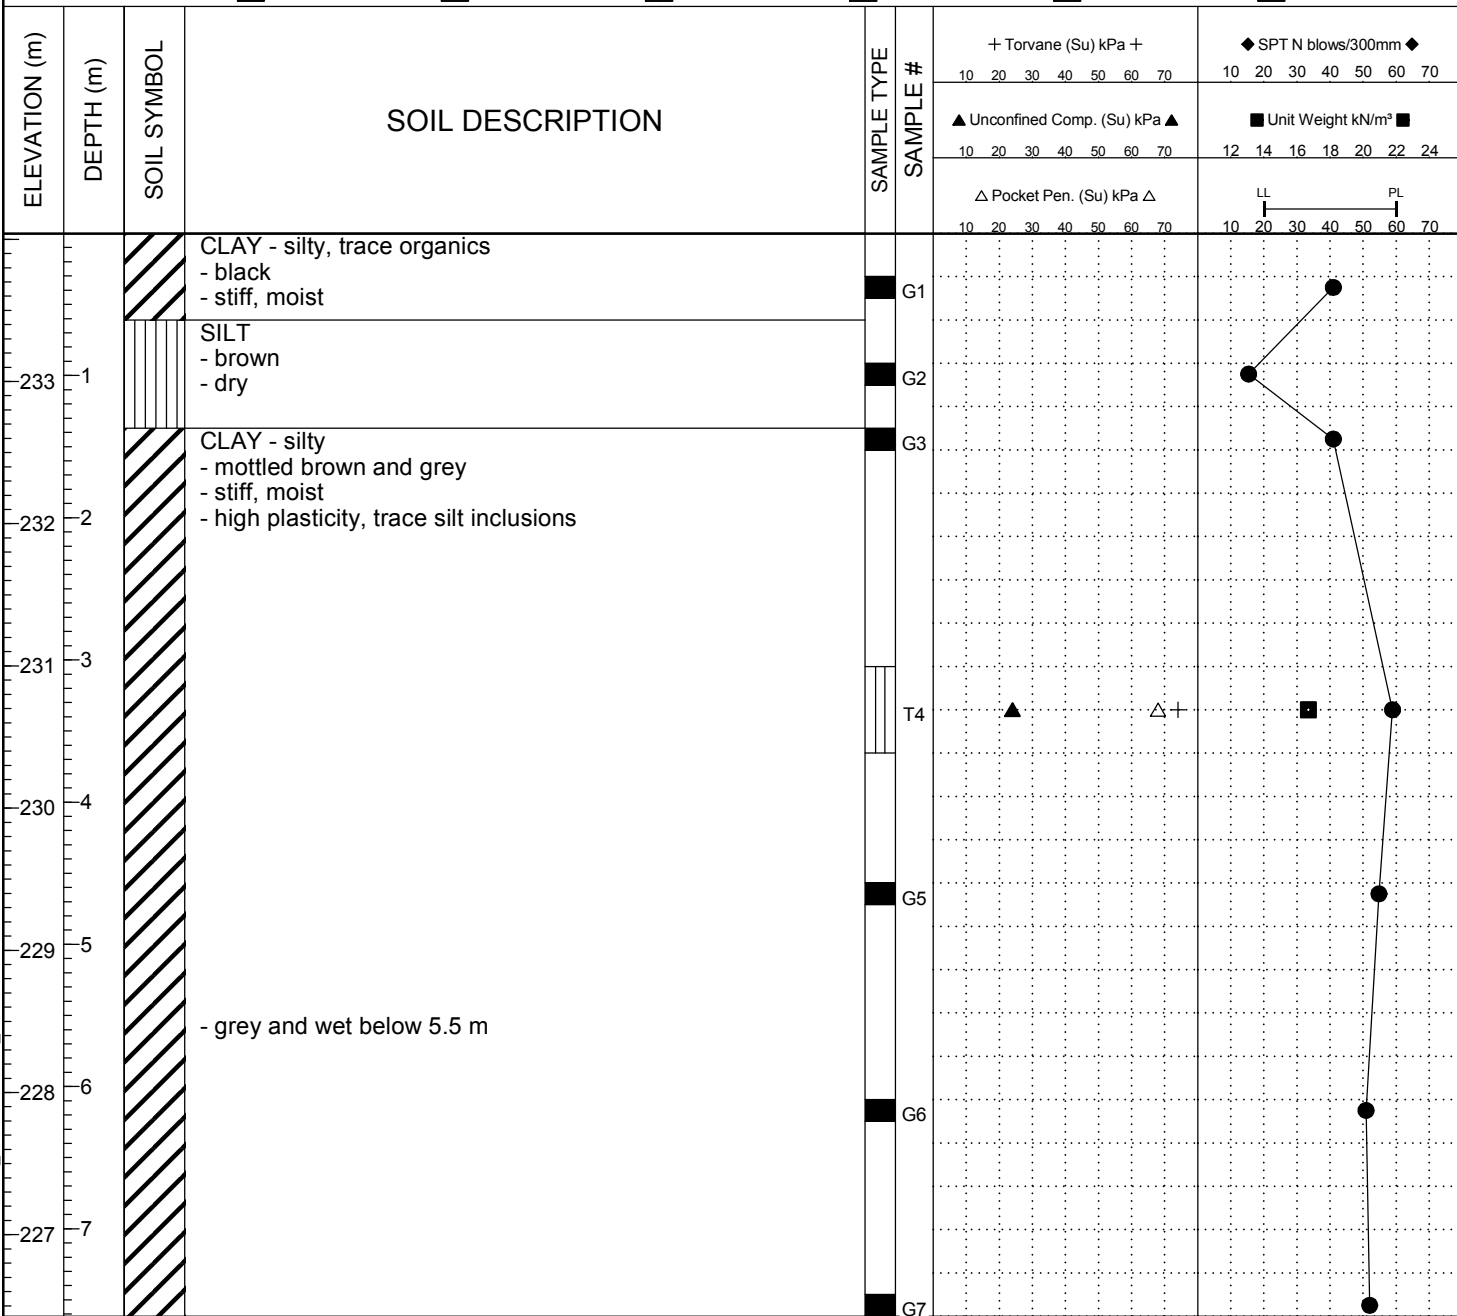 ELEVATION (m)
DEPTH (m)
SOIL SYMBOL
SOIL DESCRIPTION
SAMPLE TYPE
SAMPLE #
+ Torvane (Su) kPa +
10 20 30 40 50 60 70
▲ Unconfined Comp. (Su) kPa ▲
10 20 30 40 50 60 70
△ Pocket Pen. (Su) kPa △
10 20 30 40 50 60 70
◆ SPT N blows/300mm ◆
10 20 30 40 50 60 70
■ Unit Weight kN/m³ ■
12 14 16 18 20 22 24
LL PL
10 20 30 40 50 60 70
CLAY - silty, trace organics
- black
- stiff, moist
G1
SILT
- brown
- dry
233 1
G2
CLAY - silty
- mottled brown and grey
- stiff, moist
- high plasticity, trace silt inclusions
G3
232 2
231 3
T4
230 4
G5
229 5
- grey and wet below 5.5 m
228 6
G6
227 7
G7